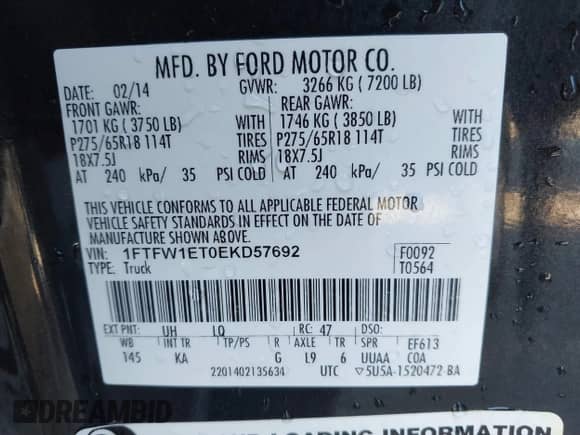 MFD. BY FORD MOTOR CO.
DATE: 02/14 GVWR: 3266 KG ( 7200 LB)
FRONT GAWR: REAR GAWR:
1701 KG ( 3750 LB) WITH 1746 KG ( 3850 LB) WITH
P275/65R18 114T TIRES P275/65R18 114T TIRES
18X7.5J RIMS 18X7.5J RIMS
AT 240 kPa/ 35 PSI COLD AT 240 kPa/ 35 PSI COLD
THIS VEHICLE CONFORMS TO ALL APPLICABLE FEDERAL MOTOR
VEHICLE SAFETY STANDARDS IN EFFECT ON THE DATE OF
MANUFACTURE SHOWN ABOVE.
VIN: 1FTFW1ET0EKD57692 F0092
TYPE: Truck T0564
EXT PNT: UH LQ RC: 47 DSO:
WB INT TR TP/PS R AXLE TR SPR EF613
145 KA G L9 6 UUAA C0A
2201402135634 UTC 5U5A-1520472-BA
LOADING INFORMATION
DREAMBID